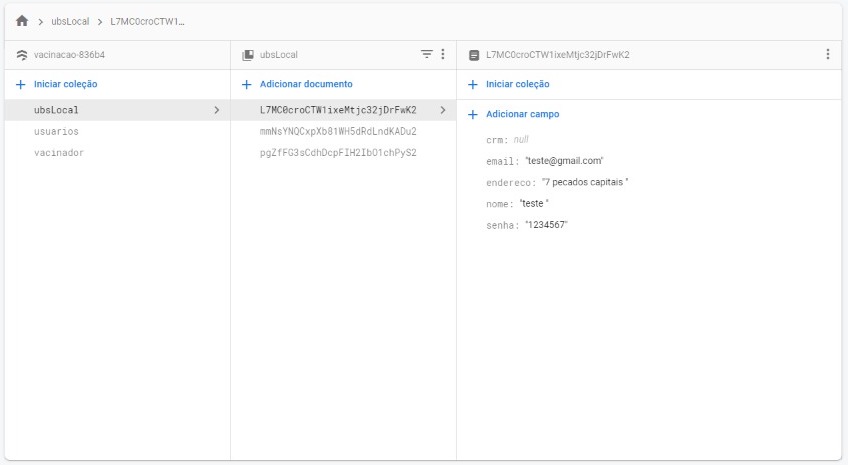 ubsLocal > L7MC0croCTW1...
vacinacao-836b4
Iniciar coleção
ubsLocal
usuarios
vacinador
ubsLocal
Adicionar documento
L7MC0croCTW1ixeMtjc32jDrFwK2
mmNsYNQCxpXb81WH5dRdLndKADu2
pgZfFG3sCdhDcpFIH2IbO1chPyS2
L7MC0croCTW1ixeMtjc32jDrFwK2
Iniciar coleção
Adicionar campo
crm: null
email: "teste@gmail.com"
endereco: "7 pecados capitais "
nome: "teste "
senha: "1234567"